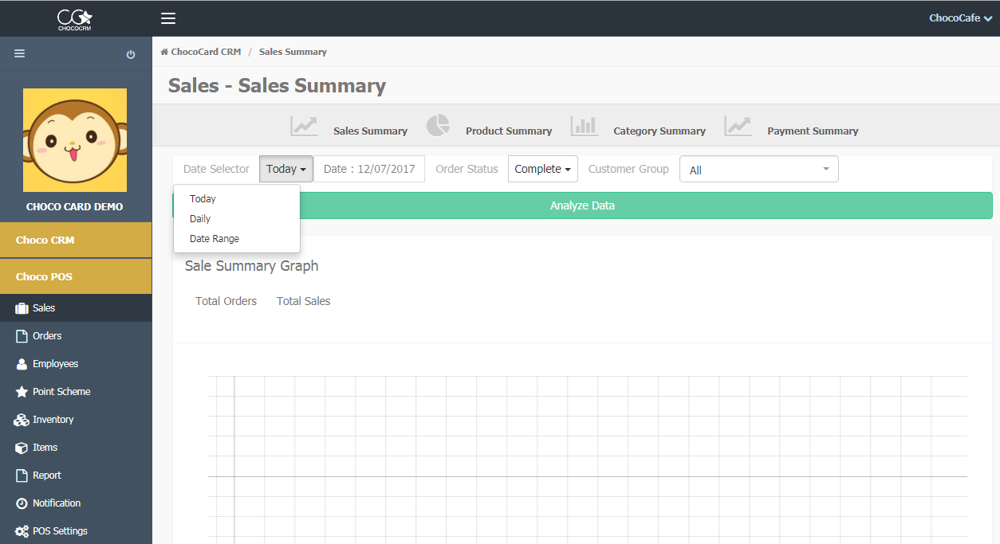 CHOCOCRM
ChocoCafe
ChocoCard CRM / Sales Summary
Sales - Sales Summary
Sales Summary
Product Summary
Category Summary
Payment Summary
Date Selector
Today
Date : 12/07/2017
Order Status
Complete
Customer Group
All
Today
Daily
Date Range
Analyze Data
Sale Summary Graph
Total Orders
Total Sales
CHOCO CARD DEMO
Choco CRM
Choco POS
Sales
Orders
Employees
Point Scheme
Inventory
Items
Report
Notification
POS Settings